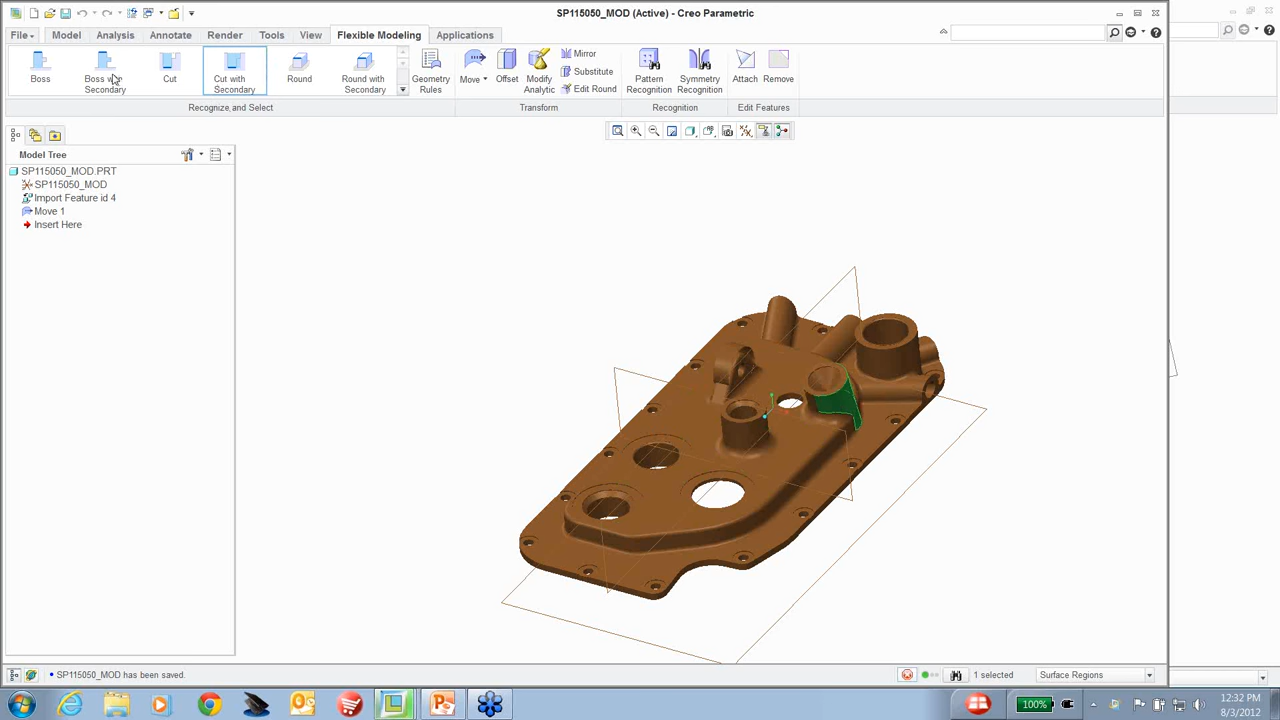 SP115050_MOD (Active) - Creo Parametric
File
Model
Analysis
Annotate
Render
Tools
View
Flexible Modeling
Applications
Boss
Boss with Secondary
Cut
Cut with Secondary
Round
Round with Secondary
Geometry Rules
Move
Offset
Modify Analytic
Mirror
Substitute
Edit Round
Pattern Recognition
Symmetry Recognition
Attach
Remove
Recognize and Select
Transform
Recognition
Edit Features
Model Tree
SP115050_MOD.PRT
SP115050_MOD
Import Feature id 4
Move 1
Insert Here
SP115050_MOD has been saved.
1 selected
Surface Regions
100%
12:32 PM
8/3/2012